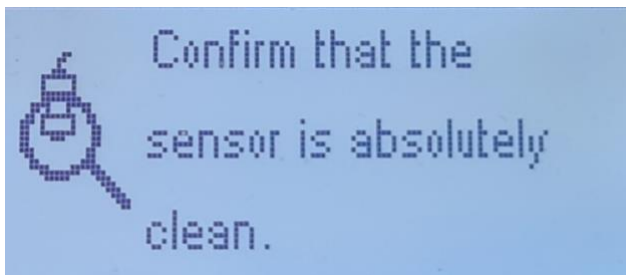 Confirm that the
sensor is absolutely
clean.